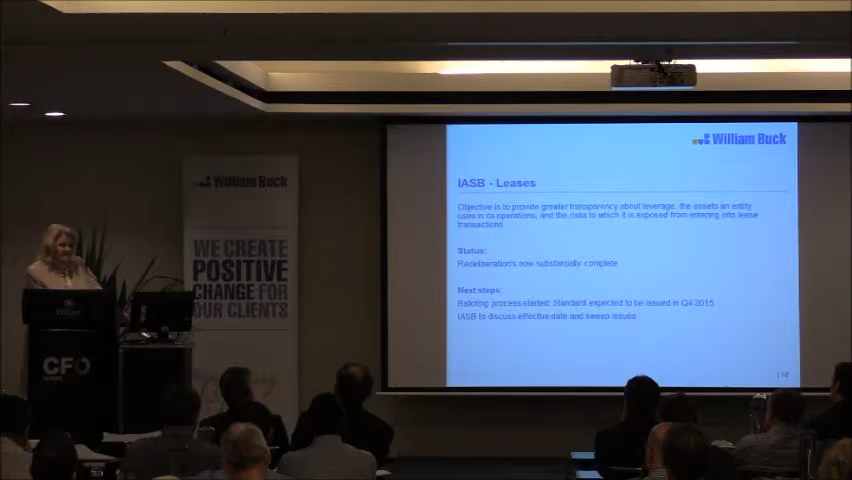 William Buck
IASB - Leases
Objective is to provide greater transparency about leverage, the assets an entity
uses in its operations, and the risks to which it is exposed from entering into lease
transactions
Status:
Redeliberation's now substantially complete
Next steps:
Balloting process started: Standard expected to be issued in Q4 2015
IASB to discuss effective date and sweep issues
| 18
William Buck
WE CREATE
POSITIVE
CHANGE FOR
OUR CLIENTS
Hilton
CFO